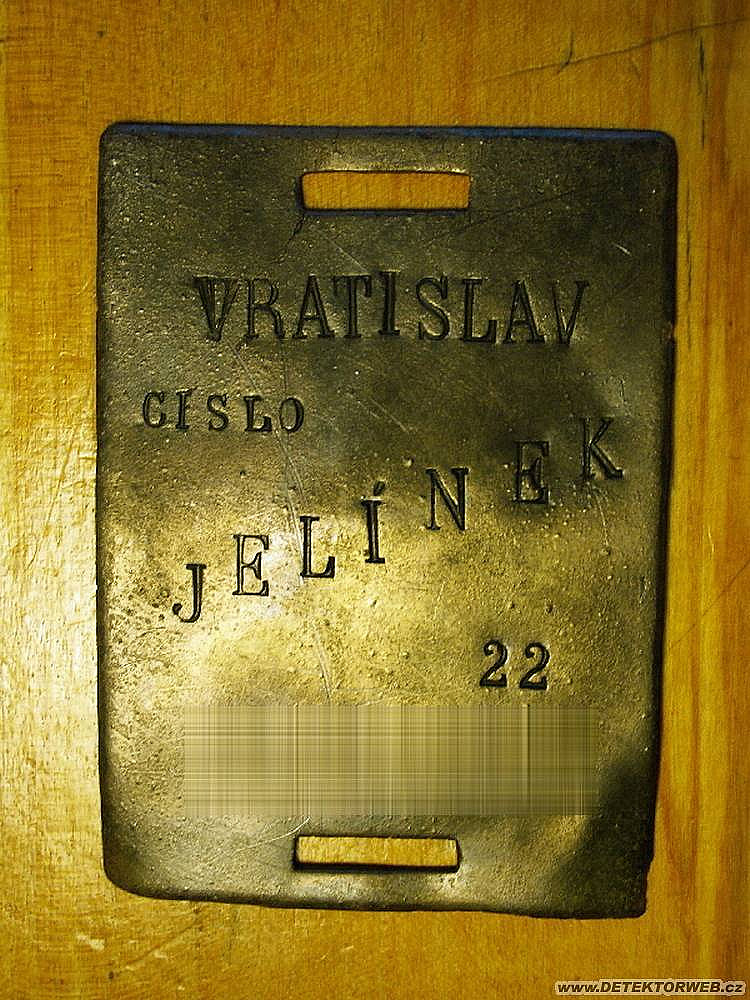 VRATISLAV
CISLO
JELÍNEK
22
www.DETEKTORWEB.cz